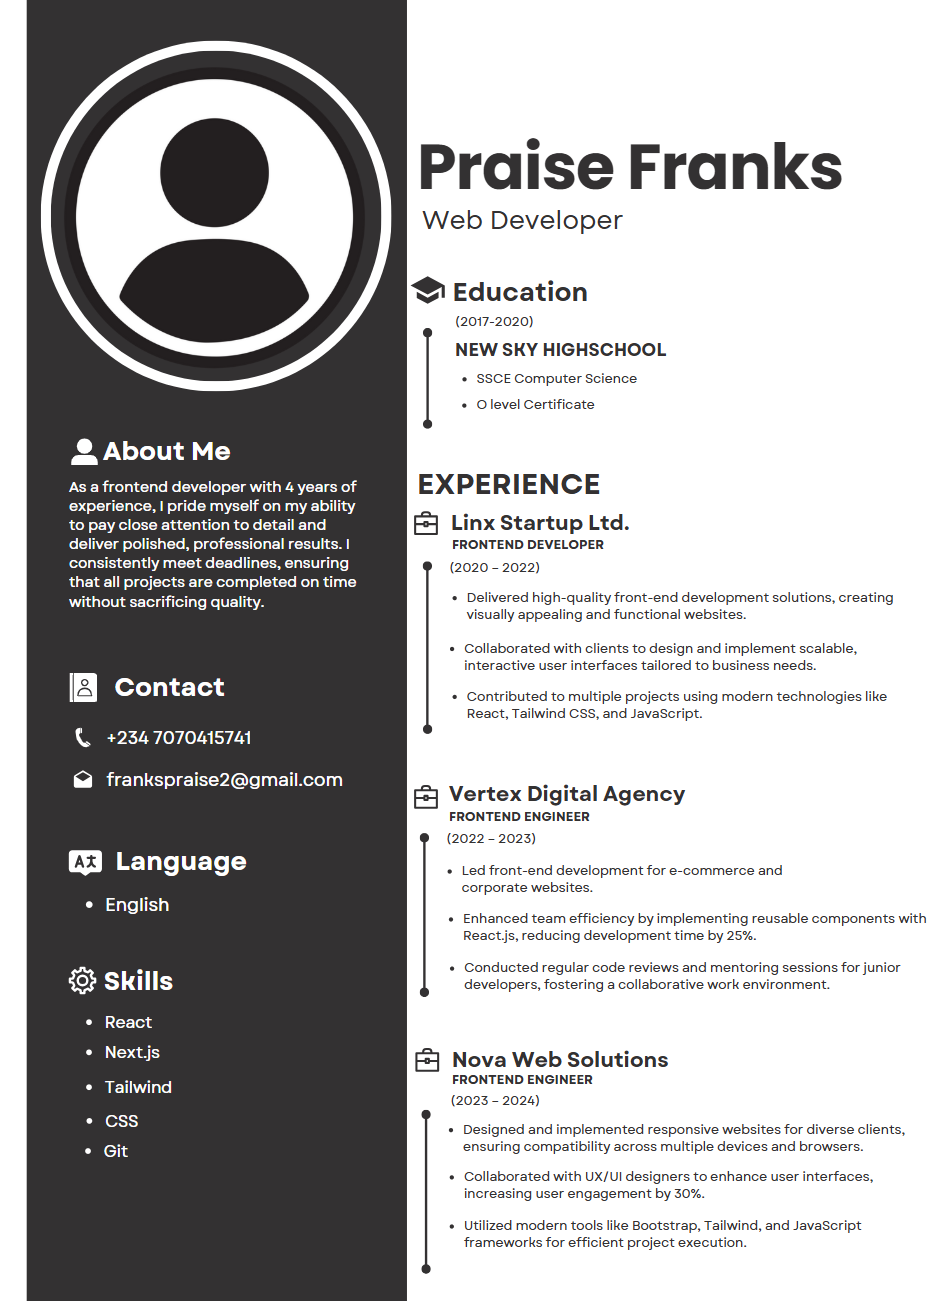 Praise Franks
Web Developer
About Me
As a frontend developer with 4 years of
experience, I pride myself on my ability
to pay close attention to detail and
deliver polished, professional results. I
consistently meet deadlines, ensuring
that all projects are completed on time
without sacrificing quality.
Contact
+234 7070415741
frankspraise2@gmail.com
Language
• English
Skills
• React
• Next.js
• Tailwind
• CSS
• Git
Education
(2017-2020)
NEW SKY HIGHSCHOOL
• SSCE Computer Science
• O level Certificate
EXPERIENCE
Linx Startup Ltd.
FRONTEND DEVELOPER
(2020 – 2022)
• Delivered high-quality front-end development solutions, creating
visually appealing and functional websites.
• Collaborated with clients to design and implement scalable,
interactive user interfaces tailored to business needs.
• Contributed to multiple projects using modern technologies like
React, Tailwind CSS, and JavaScript.
Vertex Digital Agency
FRONTEND ENGINEER
(2022 – 2023)
• Led front-end development for e-commerce and
corporate websites.
• Enhanced team efficiency by implementing reusable components with
React.js, reducing development time by 25%.
• Conducted regular code reviews and mentoring sessions for junior
developers, fostering a collaborative work environment.
Nova Web Solutions
FRONTEND ENGINEER
(2023 – 2024)
• Designed and implemented responsive websites for diverse clients,
ensuring compatibility across multiple devices and browsers.
• Collaborated with UX/UI designers to enhance user interfaces,
increasing user engagement by 30%.
• Utilized modern tools like Bootstrap, Tailwind, and JavaScript
frameworks for efficient project execution.